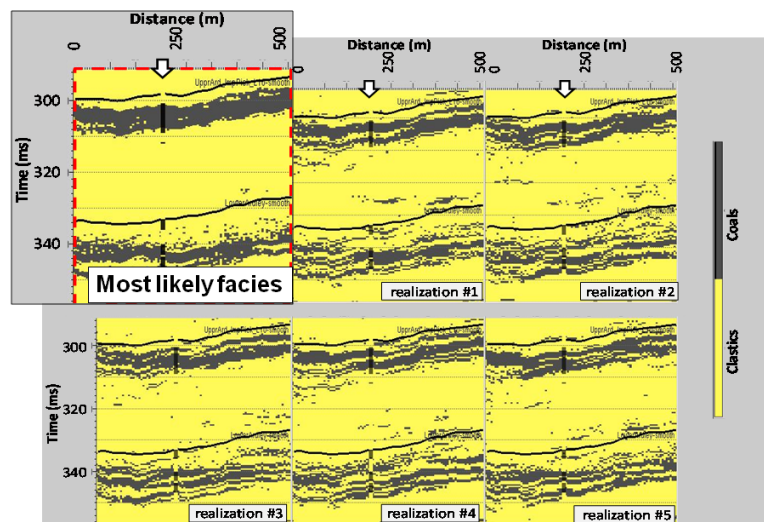 Distance (m)
0
250
500
Distance (m)
0
250
500
Distance (m)
0
250
500
Time (ms)
300
320
340
Most likely facies
realization #1
realization #2
Coals
Clastics
Time (ms)
300
320
340
realization #3
realization #4
realization #5